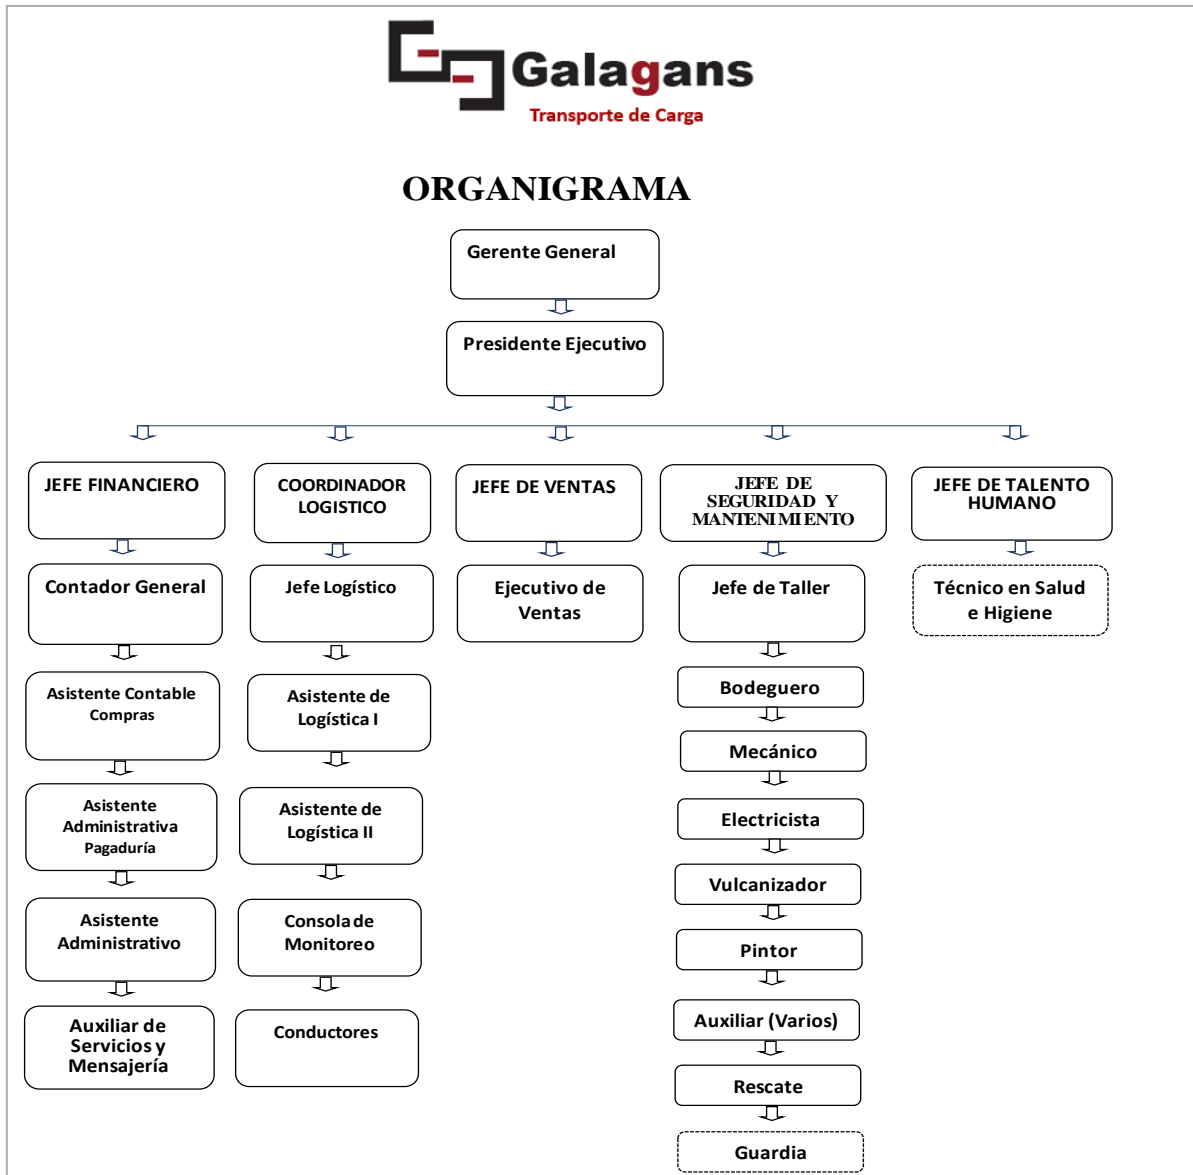 Galagans
Transporte de Carga
ORGANIGRAMA
Gerente General
Presidente Ejecutivo
JEFE FINANCIERO
COORDINADOR
LOGISTICO
JEFE DE VENTAS
JEFE DE
SEGURIDAD Y
MANTENIMIENTO
JEFE DE TALENTO
HUMANO
Contador General
Jefe Logístico
Ejecutivo de
Ventas
Jefe de Taller
Técnico en Salud
e Higiene
Asistente Contable
Compras
Asistente de
Logística I
Bodeguero
Mecánico
Asistente
Administrativa
Pagaduría
Asistente de
Logística II
Electricista
Vulcanizador
Asistente
Administrativo
Consola de
Monitoreo
Pintor
Auxiliar de
Servicios y
Mensajería
Conductores
Auxiliar (Varios)
Rescate
Guardia